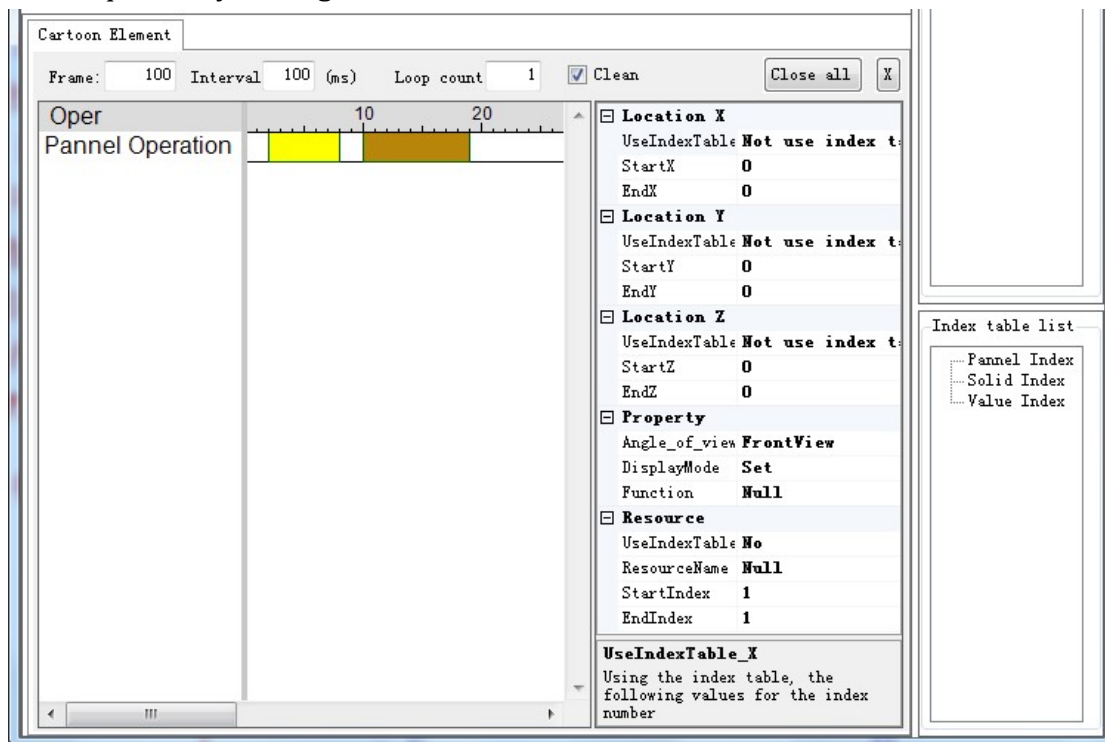 Cartoon Element
Frame: 100 Interval 100 (ms) Loop count 1 Clean Close all X
Oper 10 20
Pannel Operation
Location X
UseIndexTable Not use index t
StartX 0
EndX 0
Location Y
UseIndexTable Not use index t
StartY 0
EndY 0
Location Z
UseIndexTable Not use index t
StartZ 0
EndZ 0
Property
Angle_of_view FrontView
DisplayMode Set
Function Null
Resource
UseIndexTable No
ResourceName Null
StartIndex 1
EndIndex 1
UseIndexTable_X
Using the index table, the
following values for the index
number
Index table list
Pannel Index
Solid Index
Value Index